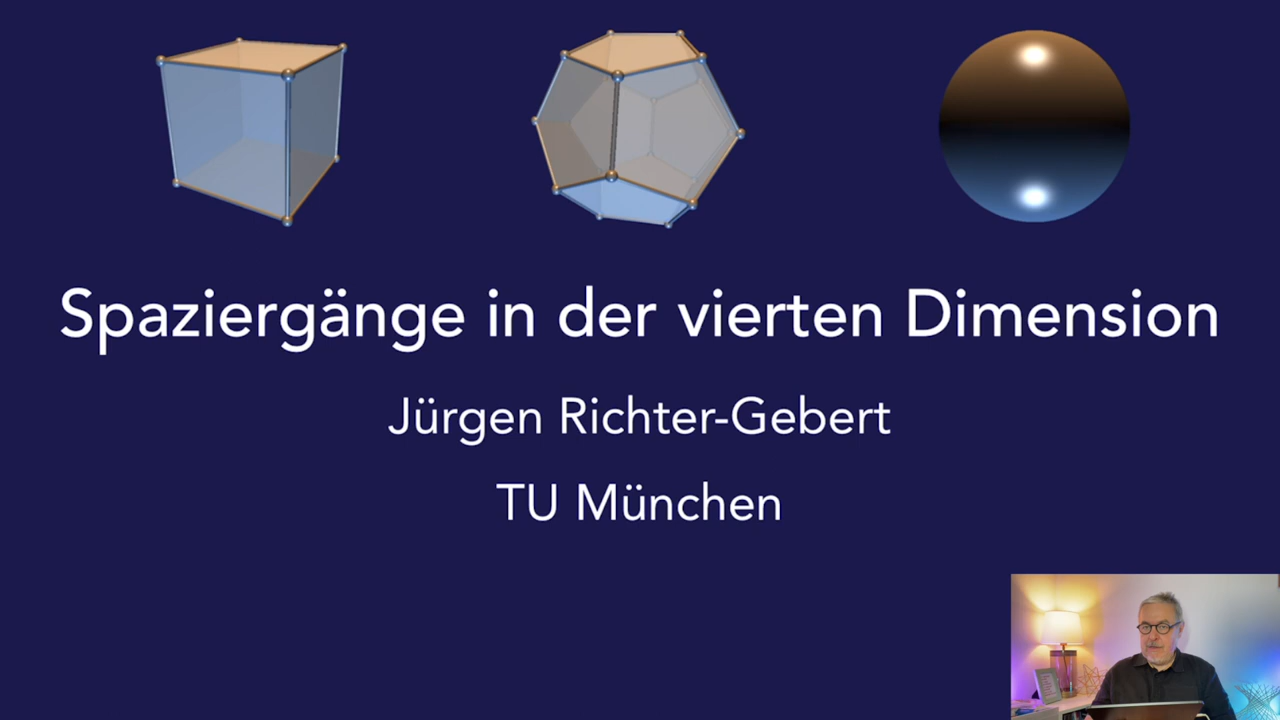 Spaziergänge in der vierten Dimension
Jürgen Richter-Gebert
TU München